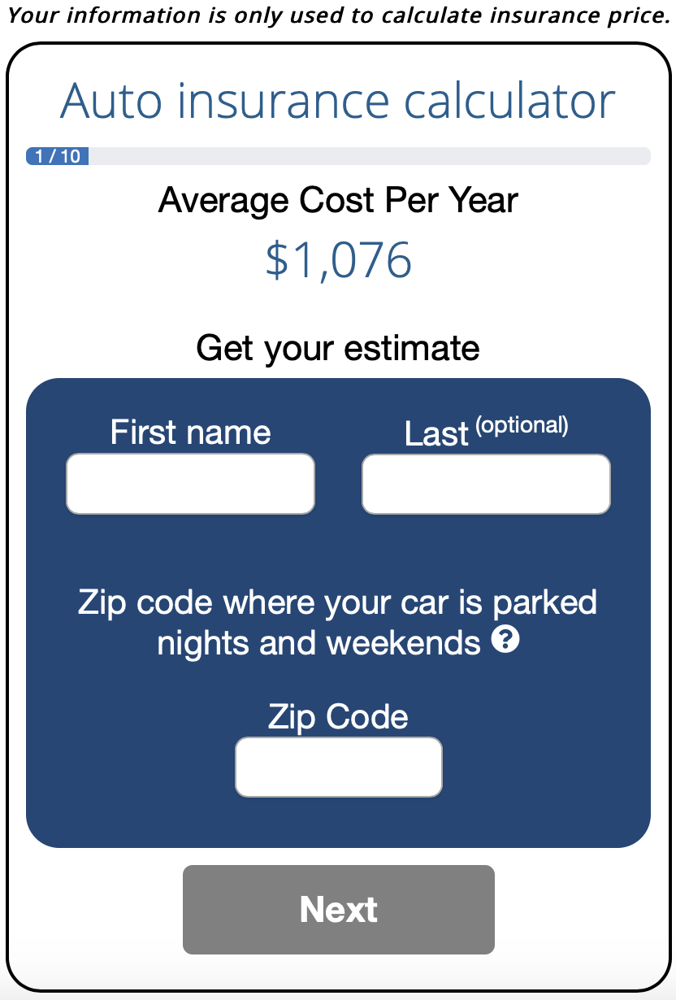 Your information is only used to calculate insurance price.
Auto insurance calculator
1 / 10
Average Cost Per Year
$1,076
Get your estimate
First name
Last (optional)
Zip code where your car is parked
nights and weekends ?
Zip Code
Next